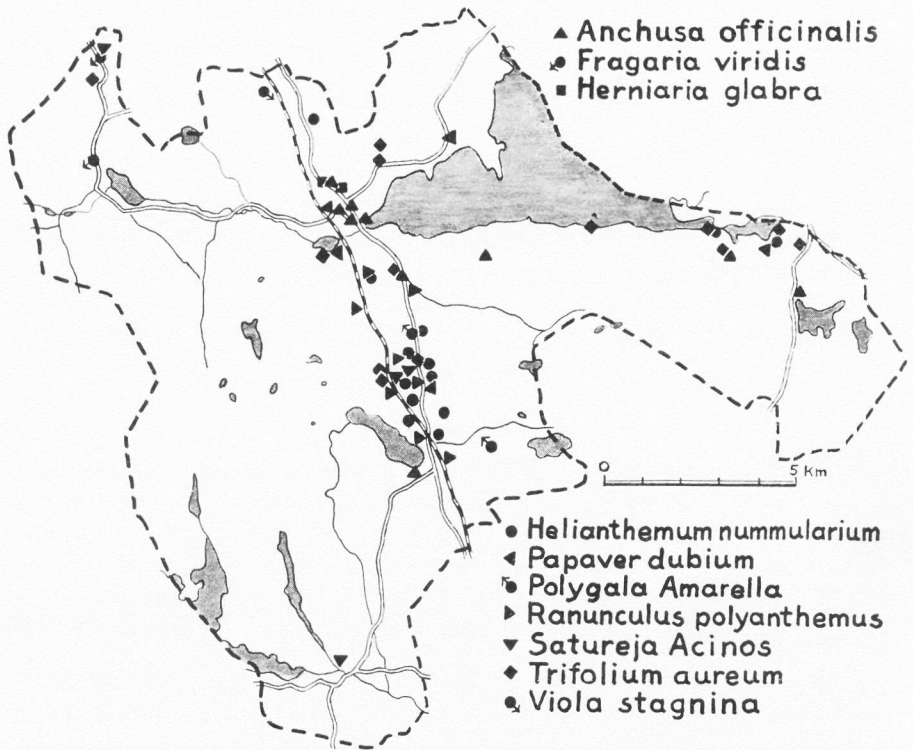 Anchusa officinalis
Fragaria viridis
Herniaria glabra
0 5 Km
Helianthemum nummularium
Papaver dubium
Polygala Amarella
Ranunculus polyanthemus
Satureja Acinos
Trifolium aureum
Viola stagnina